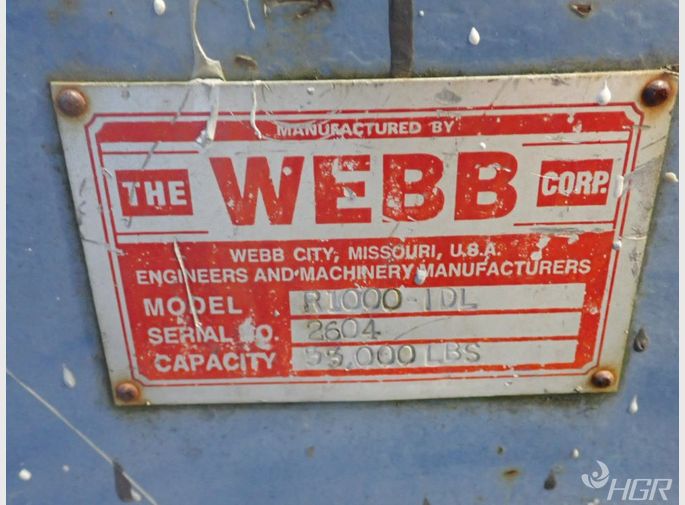 MANUFACTURED BY
THE WEBB CORP.
WEBB CITY, MISSOURI, U.S.A.
ENGINEERS AND MACHINERY MANUFACTURERS
MODEL R1000-1DL
SERIAL NO. 2604
CAPACITY 33,000 LBS
HGR